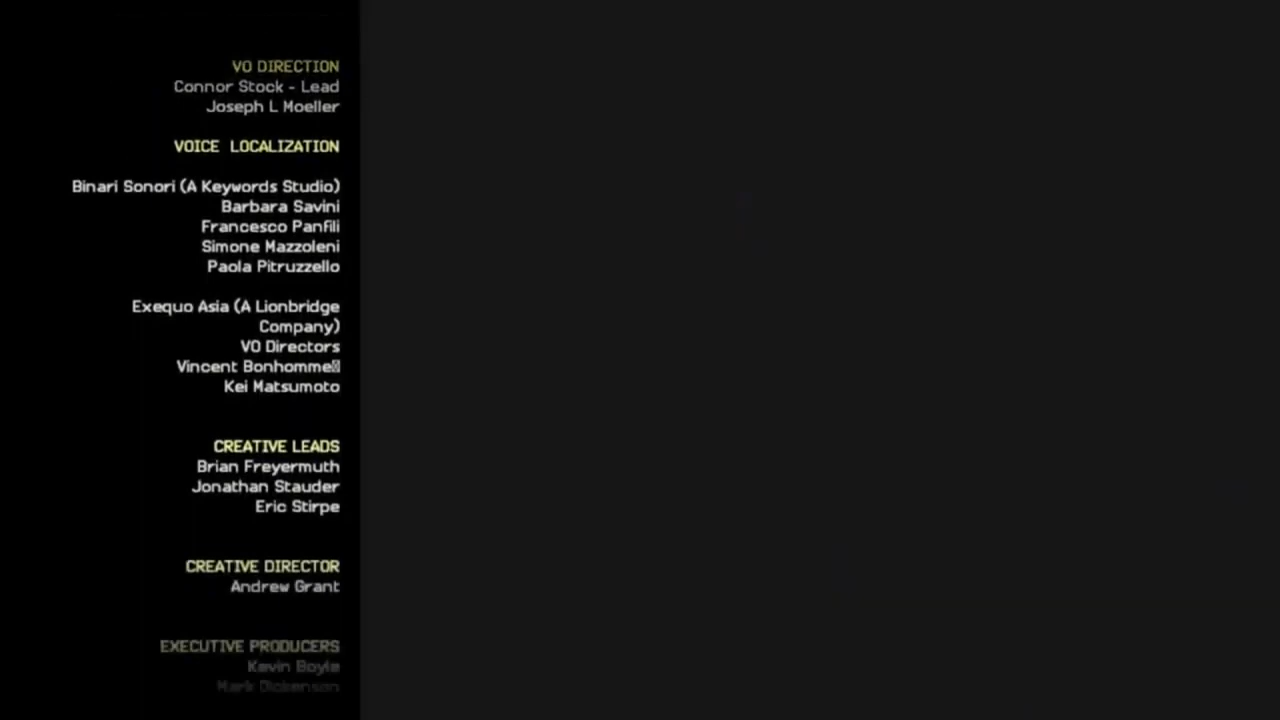 VO DIRECTION
Connor Stock - Lead
Joseph L Moeller
VOICE LOCALIZATION
Binari Sonori (A Keywords Studio)
Barbara Savini
Francesco Panfili
Simone Mazzoleni
Paola Pitruzzello
Exequo Asia (A Lionbridge
Company)
VO Directors
Vincent Bonhomme
Kei Matsumoto
CREATIVE LEADS
Brian Freyermuth
Jonathan Stauder
Eric Stirpe
CREATIVE DIRECTOR
Andrew Grant
EXECUTIVE PRODUCERS
Kevin Boyle
Mark Dickenson